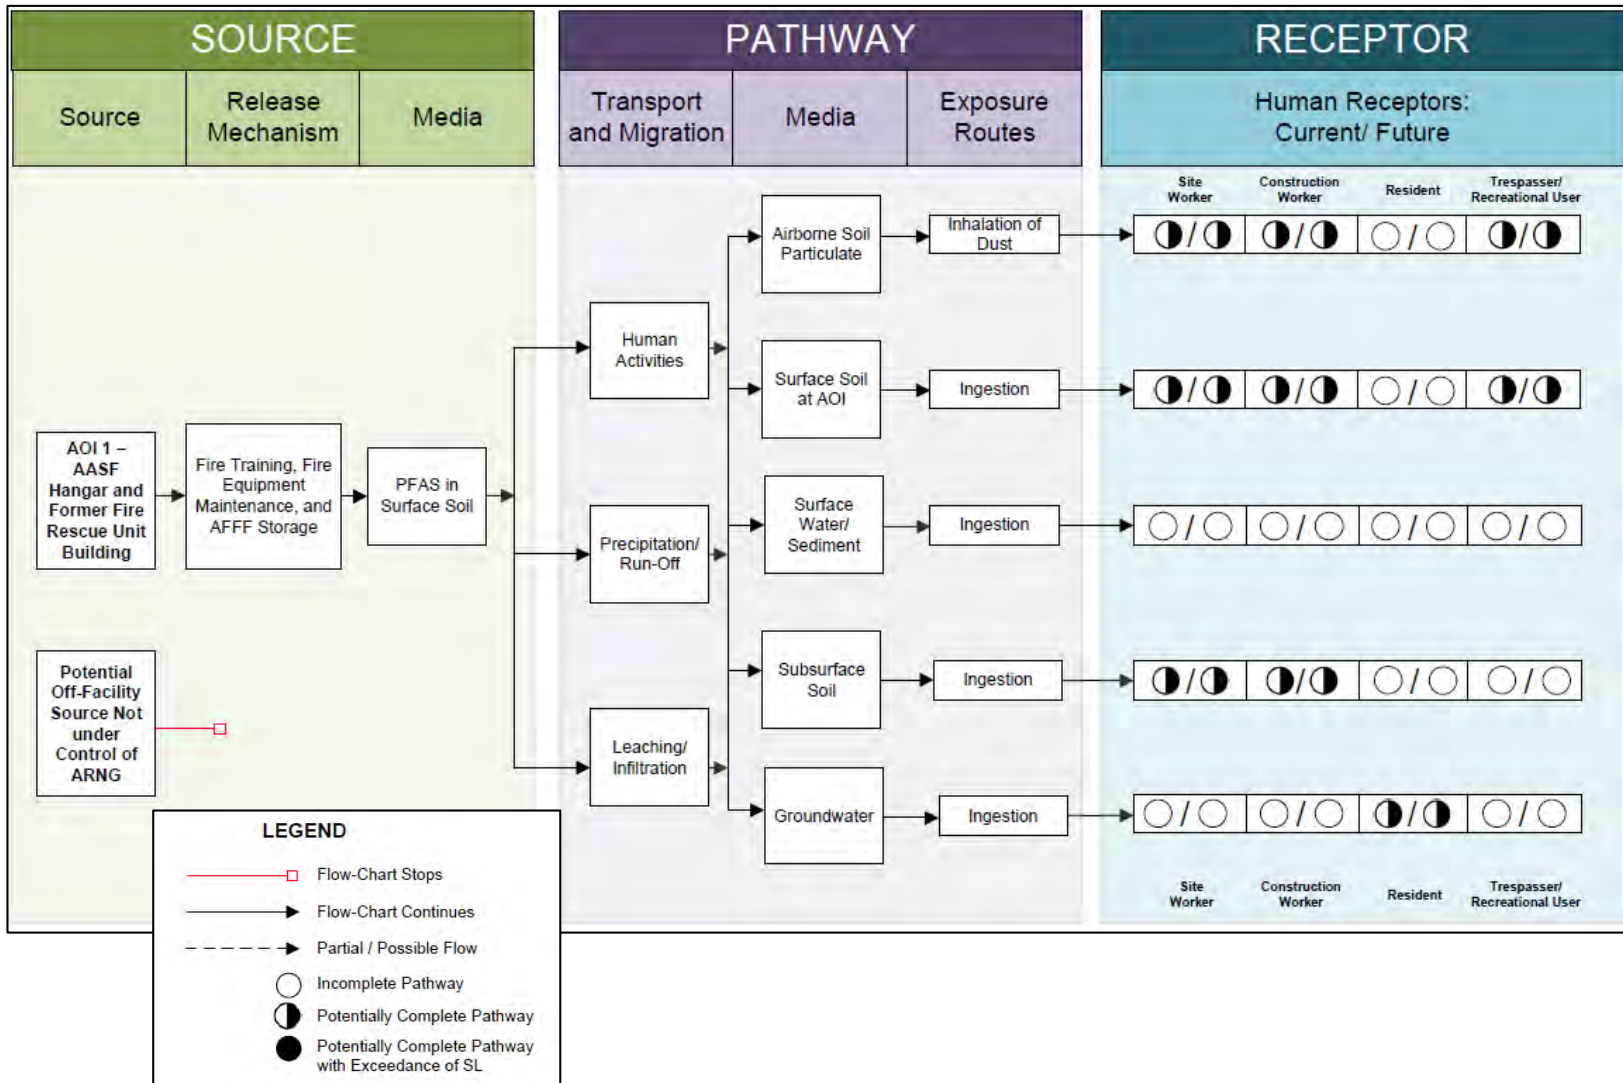 SOURCE
PATHWAY
RECEPTOR
Source
Release
Mechanism
Media
Transport
and Migration
Media
Exposure
Routes
Human Receptors:
Current/ Future
Site
Worker
Construction
Worker
Resident
Trespasser/
Recreational User
Airborne Soil
Particulate
Inhalation of
Dust
/
/
/
/
Human
Activities
Surface Soil
at AOI
Ingestion
/
/
/
/
AOI 1 –
AASF
Hangar and
Former Fire
Rescue Unit
Building
Fire Training, Fire
Equipment
Maintenance, and
AFFF Storage
PFAS in
Surface Soil
Precipitation/
Run-Off
Surface
Water/
Sediment
Ingestion
/
/
/
/
Potential
Off-Facility
Source Not
under
Control of
ARNG
Subsurface
Soil
Ingestion
/
/
/
/
Leaching/
Infiltration
Groundwater
Ingestion
/
/
/
/
Site
Worker
Construction
Worker
Resident
Trespasser/
Recreational User
LEGEND
Flow-Chart Stops
Flow-Chart Continues
Partial / Possible Flow
Incomplete Pathway
Potentially Complete Pathway
Potentially Complete Pathway
with Exceedance of SL